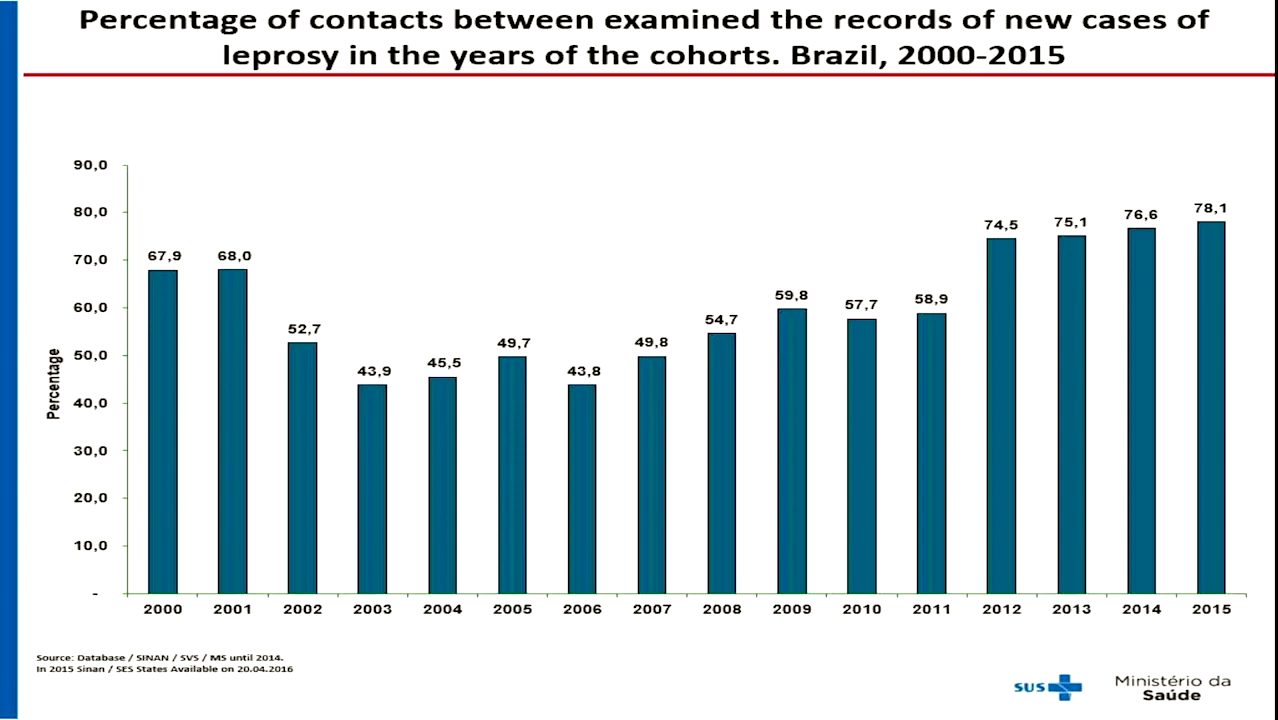 Percentage of contacts between examined the records of new cases of
leprosy in the years of the cohorts. Brazil, 2000-2015
90,0
80,0
70,0
60,0
50,0
40,0
30,0
20,0
10,0
-
Percentage
67,9
68,0
52,7
43,9
45,5
49,7
43,8
49,8
54,7
59,8
57,7
58,9
74,5
75,1
76,6
78,1
2000 2001 2002 2003 2004 2005 2006 2007 2008 2009 2010 2011 2012 2013 2014 2015
Source: Database / SINAN / SVS / MS until 2014.
In 2015 Sinan / SES States Available on 20.04.2016
SUS
Ministério da
Saúde